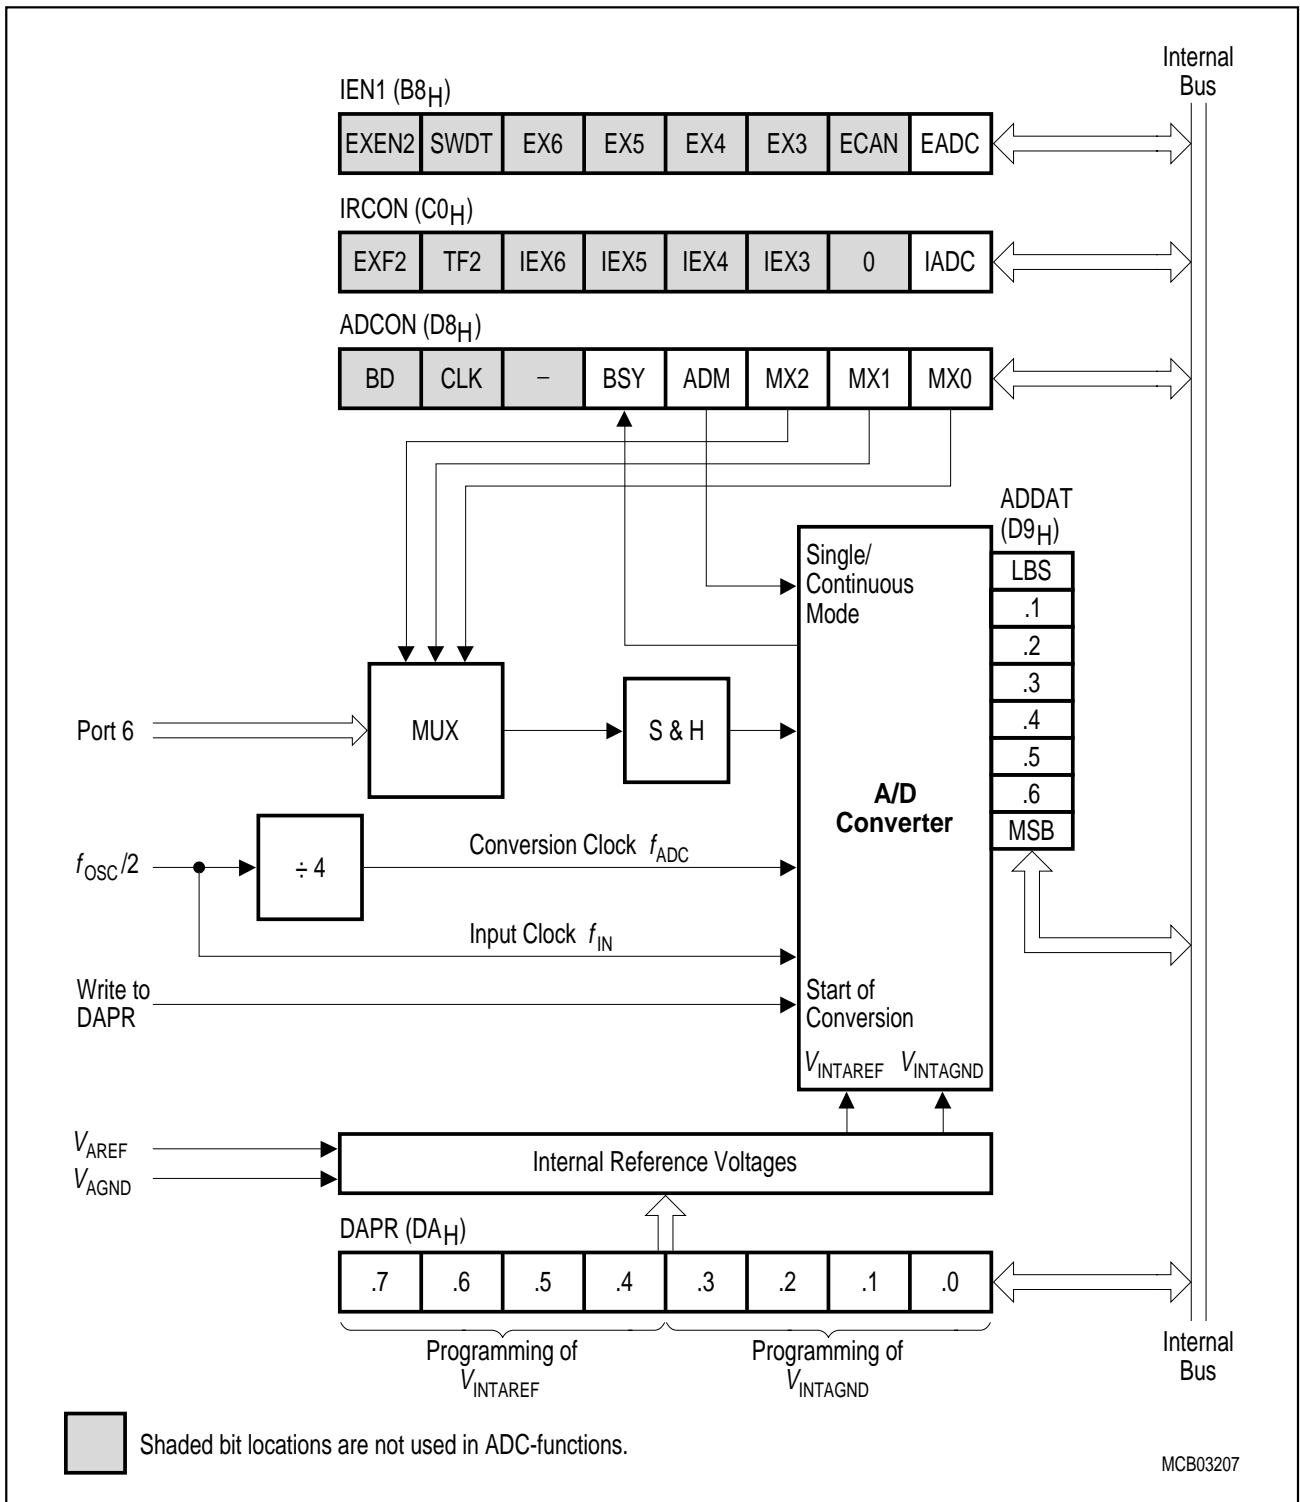 Internal
Bus
IEN1 (B8H)
EXEN2 SWDT EX6 EX5 EX4 EX3 ECAN EADC
IRCON (C0H)
EXF2 TF2 IEX6 IEX5 IEX4 IEX3 0 IADC
ADCON (D8H)
BD CLK – BSY ADM MX2 MX1 MX0
ADDAT
(D9H)
LBS
.1
.2
.3
.4
.5
.6
MSB
Single/
Continuous
Mode
Port 6
MUX
S & H
A/D
Converter
fOSC/2
÷ 4
Conversion Clock fADC
Input Clock fIN
Write to
DAPR
Start of
Conversion
VINTAREF VINTAGND
VAREF
VAGND
Internal Reference Voltages
DAPR (DAH)
.7 .6 .5 .4 .3 .2 .1 .0
Programming of
VINTAREF
Programming of
VINTAGND
Internal
Bus
Shaded bit locations are not used in ADC-functions.
MCB03207